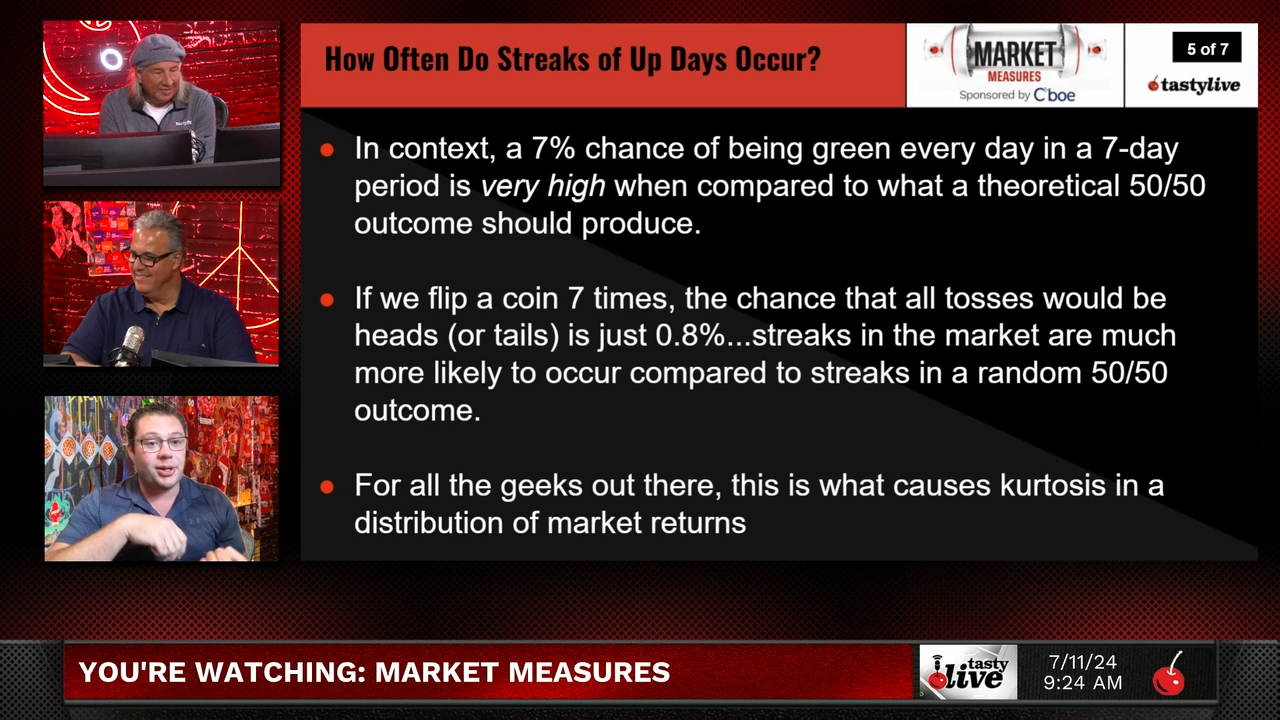 How Often Do Streaks of Up Days Occur?
MARKET
MEASURES
Sponsored by Cboe
5 of 7
tastylive
In context, a 7% chance of being green every day in a 7-day
period is very high when compared to what a theoretical 50/50
outcome should produce.
If we flip a coin 7 times, the chance that all tosses would be
heads (or tails) is just 0.8%...streaks in the market are much
more likely to occur compared to streaks in a random 50/50
outcome.
For all the geeks out there, this is what causes kurtosis in a
distribution of market returns
YOU'RE WATCHING: MARKET MEASURES
tasty
live
7/11/24
9:24 AM